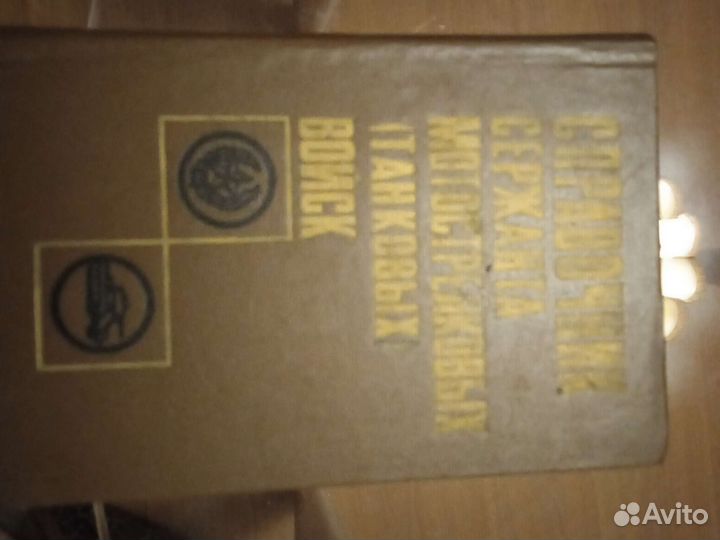 СПРАВОЧНИК
СЕРЖАНТА
МОТОСТРЕЛКОВЫХ
(ТАНКОВЫХ)
ВОЙСК
Avito